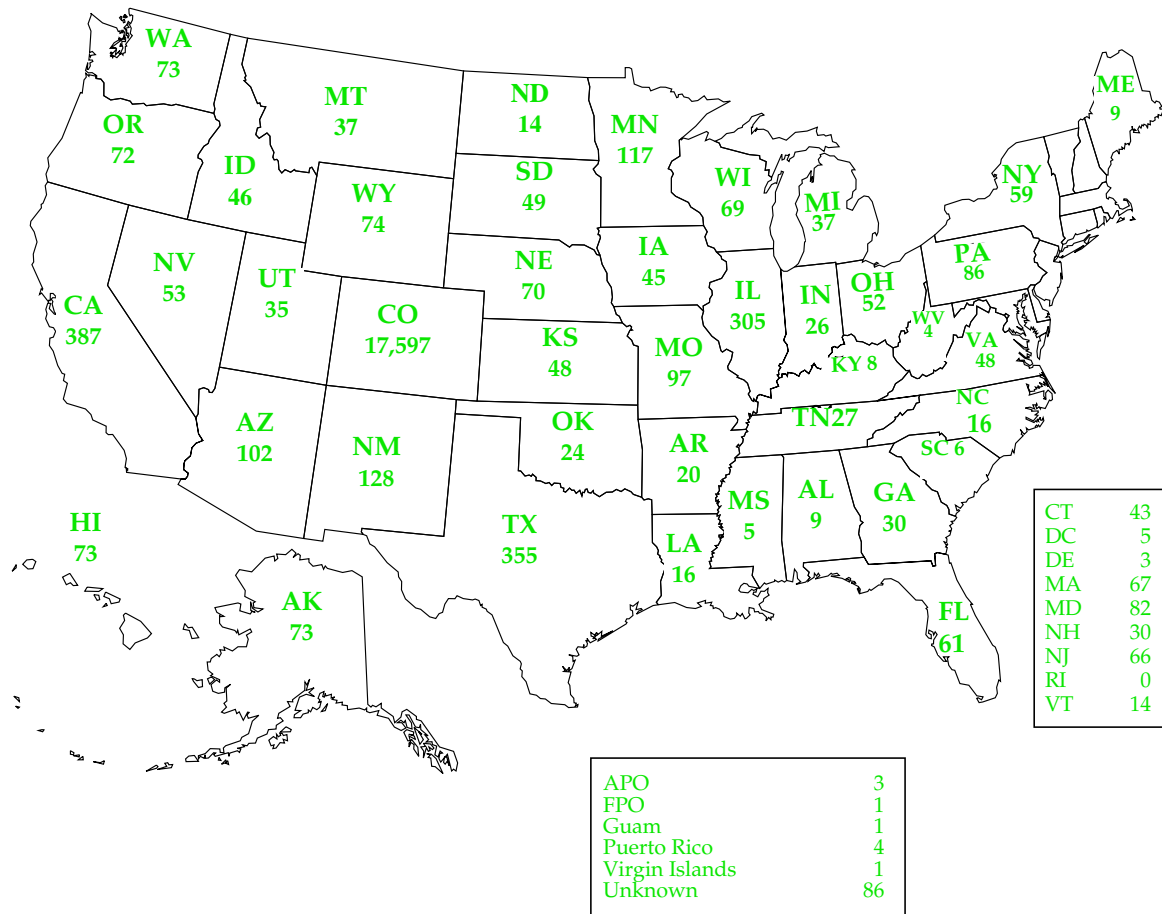 WA
73
OR
72
ID
46
MT
37
ND
14
MN
117
SD
49
WY
74
WI
69
MI
37
NY
59
ME
9
NV
53
CA
387
UT
35
CO
17,597
NE
70
IA
45
IL
305
IN
26
OH
52
PA
86
WV
4
VA
48
KS
48
MO
97
KY 8
AZ
102
NM
128
OK
24
AR
20
TN27
NC
16
SC 6
MS
5
AL
9
GA
30
TX
355
LA
16
FL
61
HI
73
AK
73
CT 43
DC 5
DE 3
MA 67
MD 82
NH 30
NJ 66
RI 0
VT 14
APO 3
FPO 1
Guam 1
Puerto Rico 4
Virgin Islands 1
Unknown 86